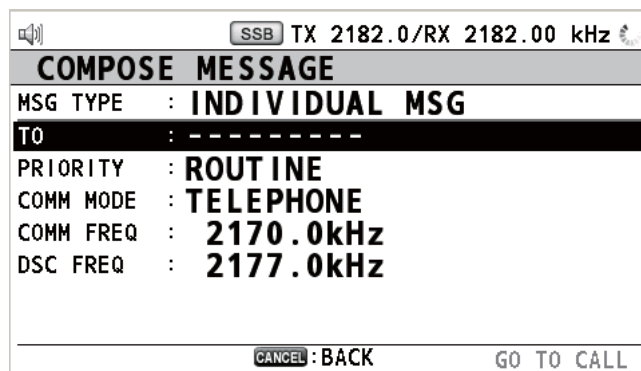 SSB TX 2182.0/RX 2182.00 kHz
COMPOSE MESSAGE
MSG TYPE : INDIVIDUAL MSG
TO : ---------
PRIORITY : ROUTINE
COMM MODE : TELEPHONE
COMM FREQ : 2170.0kHz
DSC FREQ : 2177.0kHz
CANCEL : BACK GO TO CALL